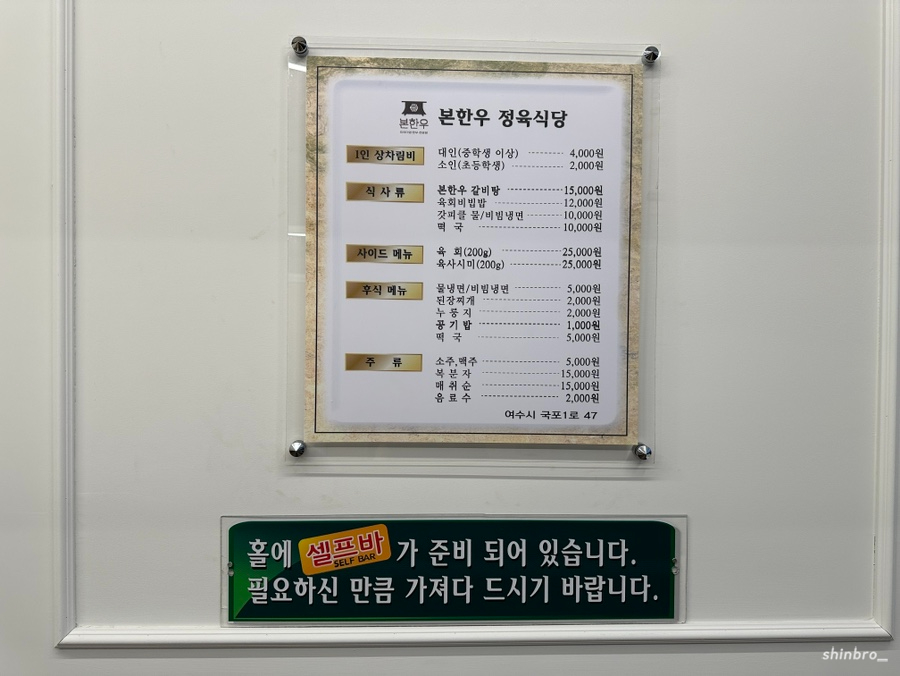 본한우 본한우 정육식당
1인 상차림비 대인(중학생 이상) 4,000원
소인(초등학생) 2,000원
식 사 류 본한우 갈비탕 15,000원
육회비빔밥 12,000원
갓피클 물/비빔냉면 10,000원
떡 국 10,000원
사이드 메뉴 육 회(200g) 25,000원
육사시미(200g) 25,000원
후식 메뉴 물냉면/비빔냉면 5,000원
된장찌개 2,000원
누 룽 지 2,000원
공 기 밥 1,000원
떡 국 5,000원
주 류 소주,맥주 5,000원
복 분 자 15,000원
매 취 순 15,000원
음 료 수 2,000원
여수시 국포1로 47
홀에 셀프바 가 준비 되어 있습니다.
SELF BAR
필요하신 만큼 가져다 드시기 바랍니다.
shinbro_